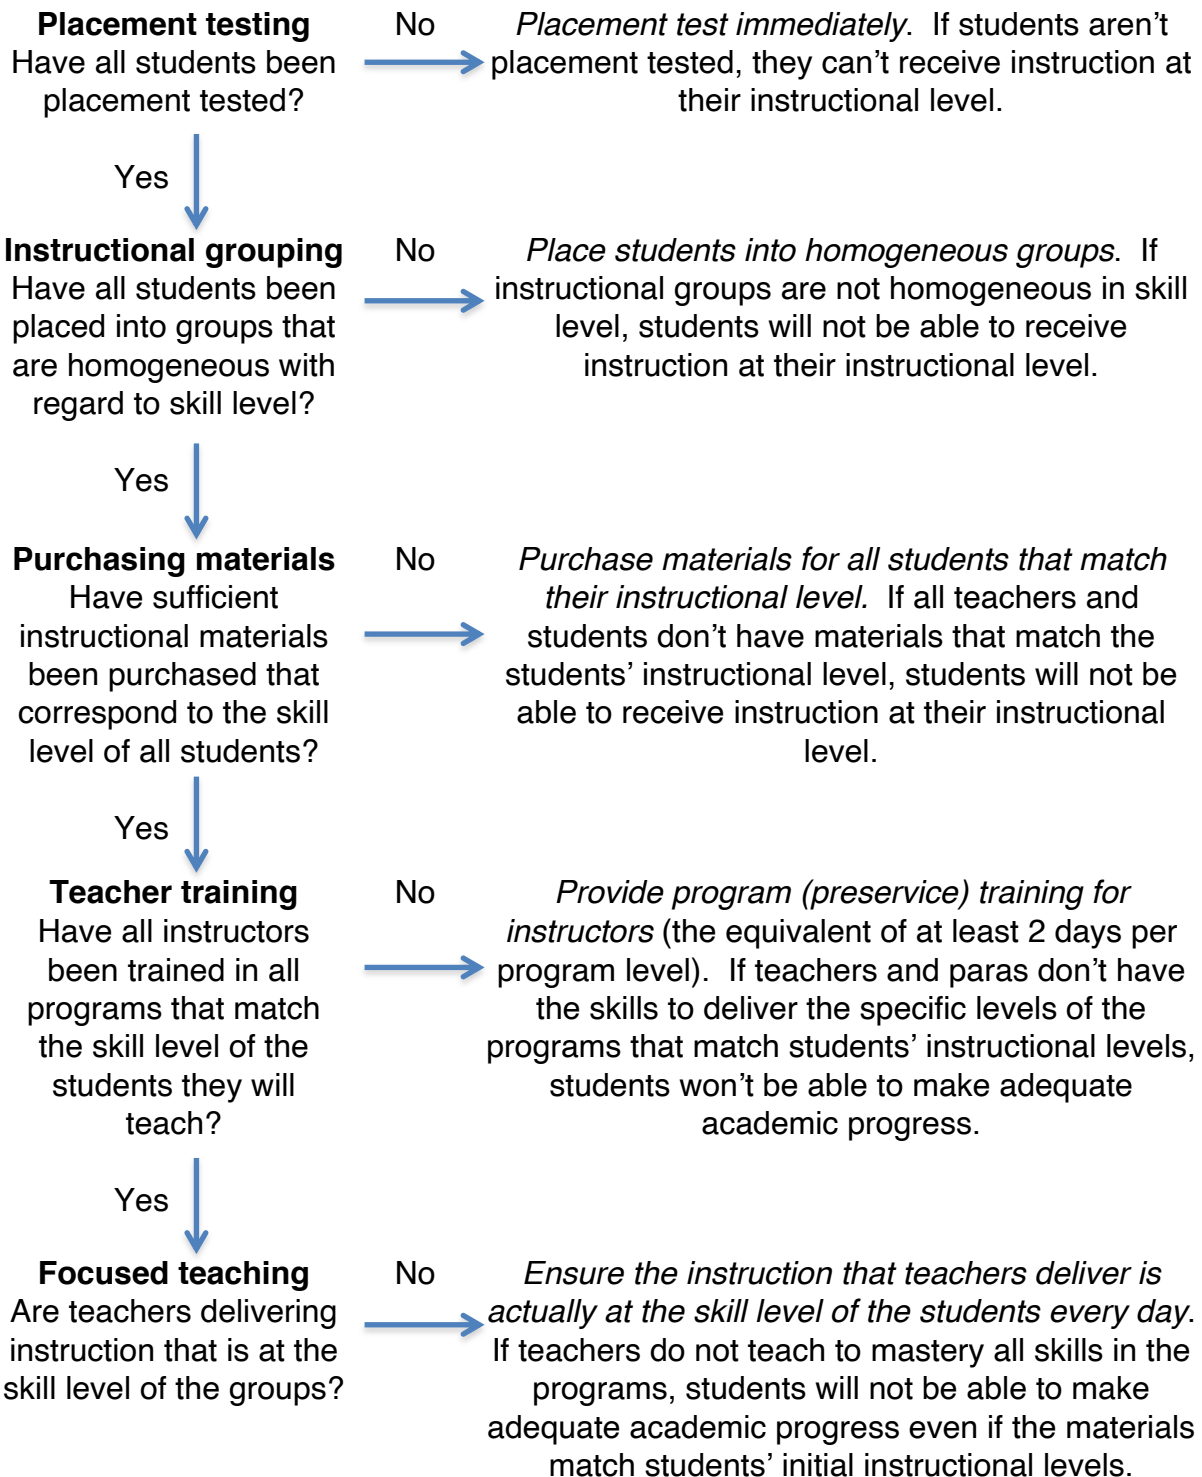 Placement testing
Have all students been
placement tested?
No
Placement test immediately.  If students aren’t
placement tested, they can’t receive instruction at
their instructional level.
Yes
Instructional grouping
Have all students been
placed into groups that
are homogeneous with
regard to skill level?
No
Place students into homogeneous groups.  If
instructional groups are not homogeneous in skill
level, students will not be able to receive
instruction at their instructional level.
Yes
Purchasing materials
Have sufficient
instructional materials
been purchased that
correspond to the skill
level of all students?
No
Purchase materials for all students that match
their instructional level.  If all teachers and
students don’t have materials that match the
students’ instructional level, students will not be
able to receive instruction at their instructional
level.
Yes
Teacher training
Have all instructors
been trained in all
programs that match
the skill level of the
students they will
teach?
No
Provide program (preservice) training for
instructors (the equivalent of at least 2 days per
program level).  If teachers and paras don’t have
the skills to deliver the specific levels of the
programs that match students’ instructional levels,
students won’t be able to make adequate
academic progress.
Yes
Focused teaching
Are teachers delivering
instruction that is at the
skill level of the groups?
No
Ensure the instruction that teachers deliver is
actually at the skill level of the students every day.
If teachers do not teach to mastery all skills in the
programs, students will not be able to make
adequate academic progress even if the materials
match students’ initial instructional levels.